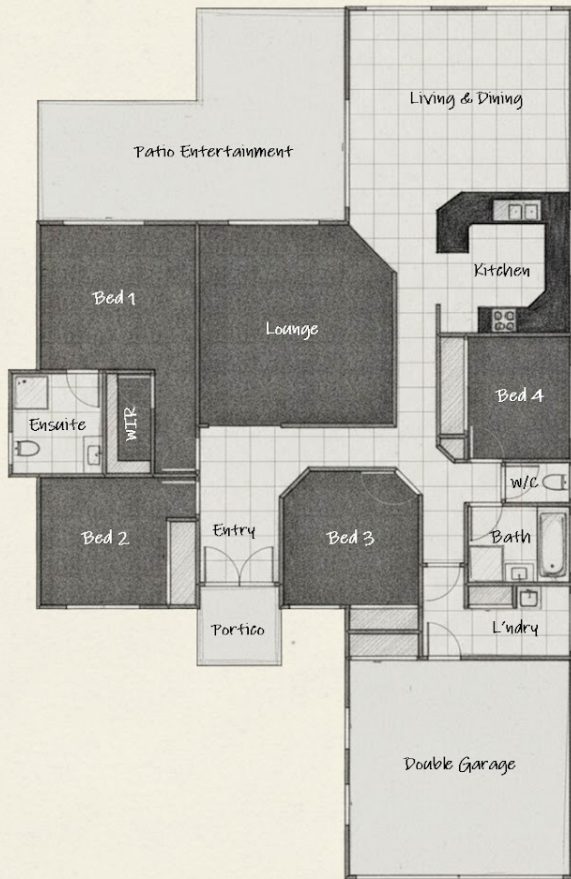 Living & Dining
Patio Entertainment
Kitchen
Bed 1
Lounge
Bed 4
Ensuite
WIR
W/C
Bed 2
Entry
Bed 3
Bath
Portico
L'ndry
Double Garage